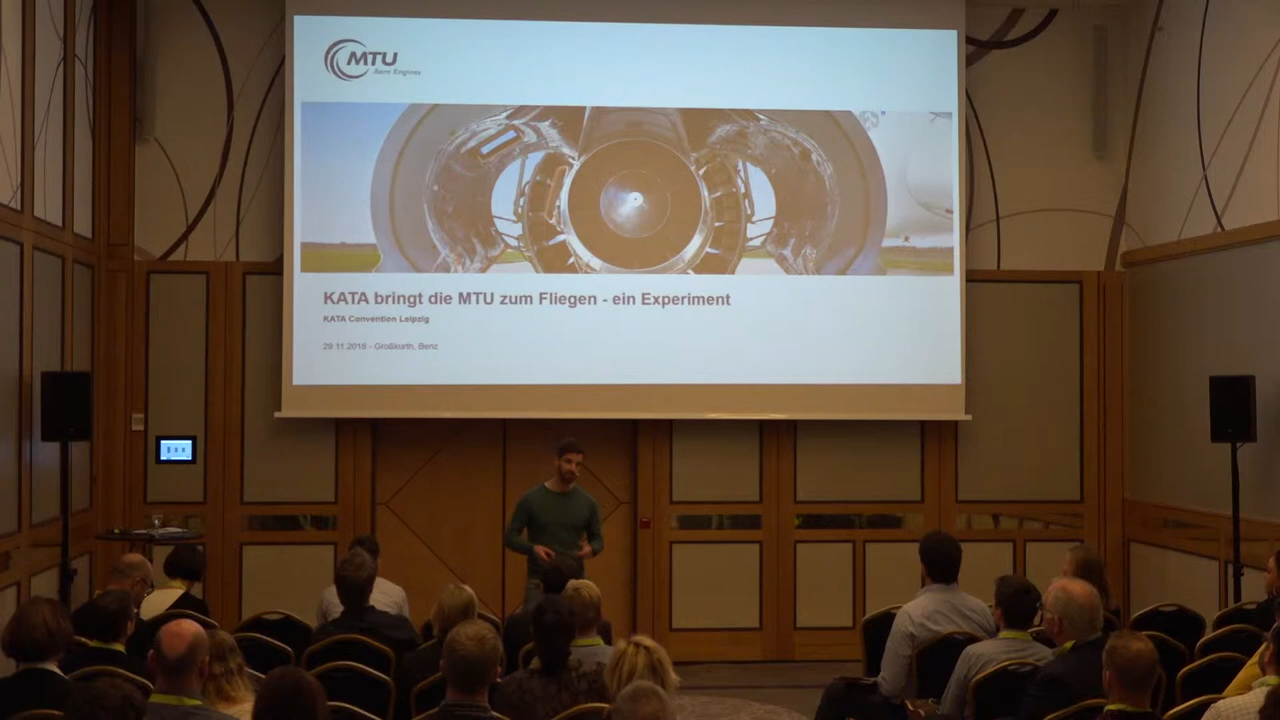 MTU
Aero Engines
KATA bringt die MTU zum Fliegen - ein Experiment
KATA Convention Leipzig
29.11.2018 - Großkurth, Benz